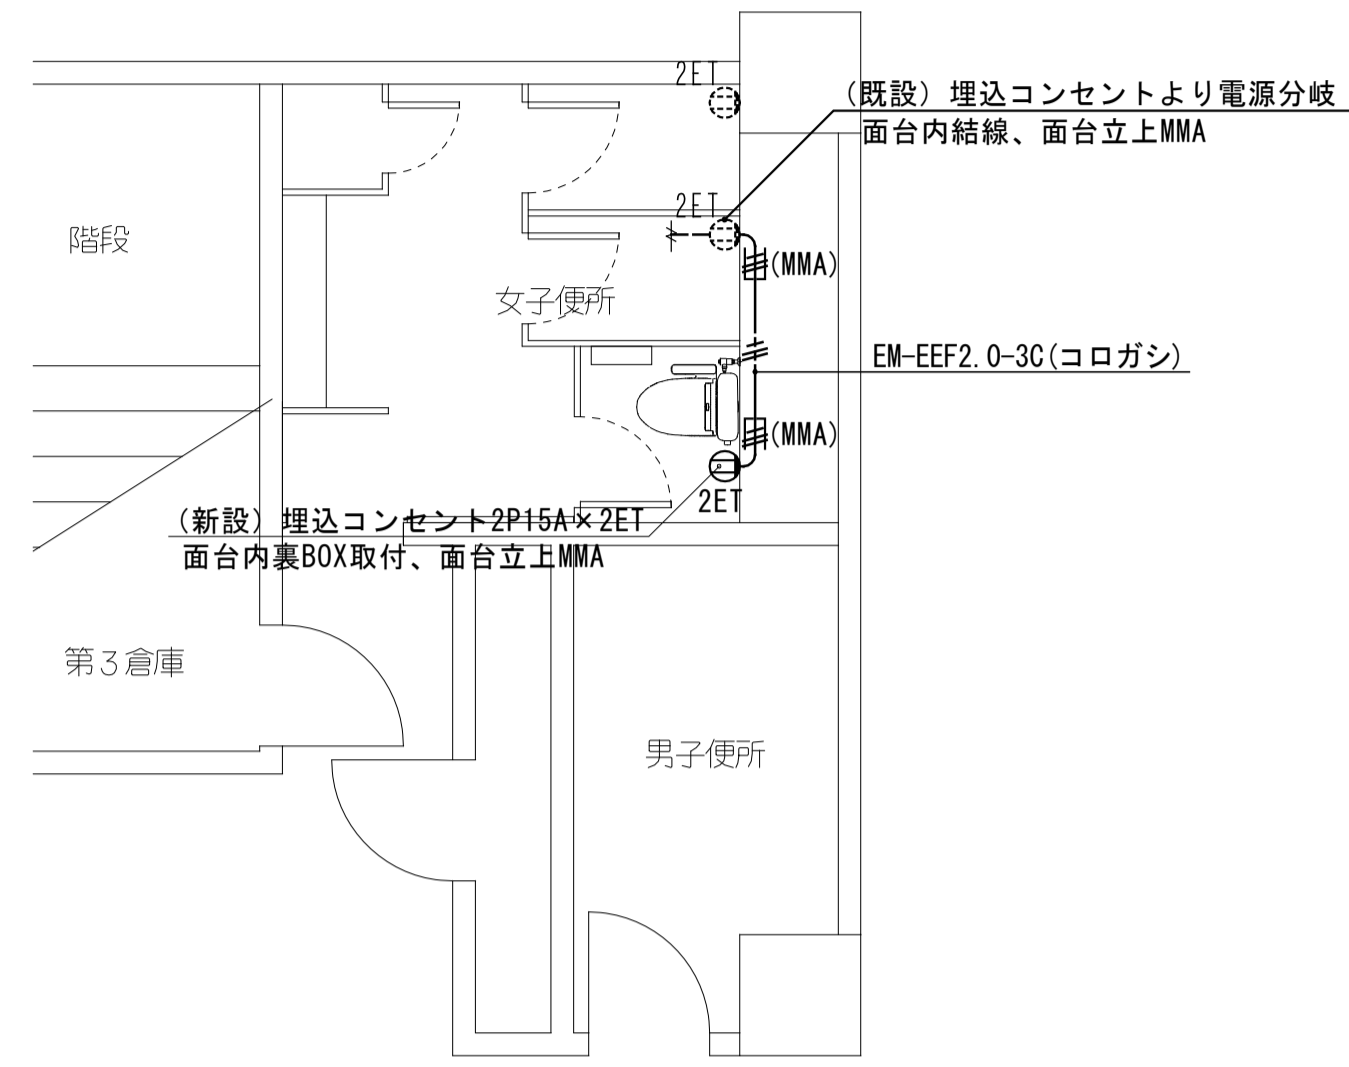 2ET
（既設）埋込コンセントより電源分岐
面台内結線、面台立上MMA
2ET
階段
(MMA)
女子便所
EM-EEF2.0-3C(コロガシ)
(MMA)
2ET
（新設）埋込コンセント2P15A×2ET
面台内裏BOX取付、面台立上MMA
第３倉庫
男子便所